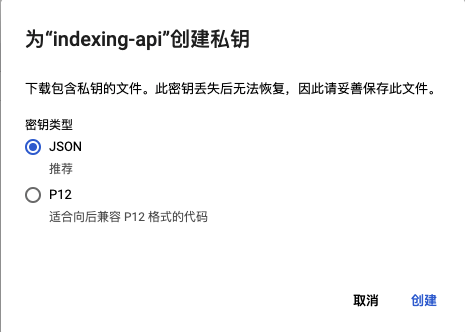 为“indexing-api”创建私钥
下载包含私钥的文件。此密钥丢失后无法恢复，因此请妥善保存此文件。
密钥类型
JSON
推荐
P12
适合向后兼容 P12 格式的代码
取消
创建